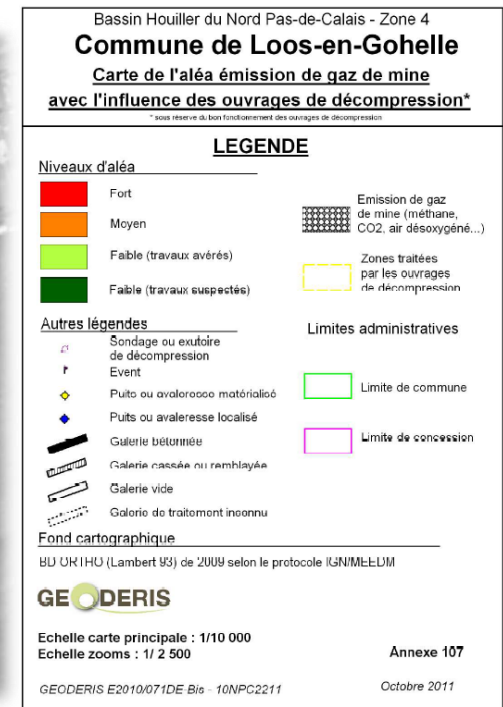 Bassin Houiller du Nord Pas-de-Calais - Zone 4
Commune de Loos-en-Gohelle
Carte de l'aléa émission de gaz de mine
avec l'influence des ouvrages de décompression*
* sous réserve du bon fonctionnement des ouvrages de décompression
LEGENDE
Niveaux d'aléa
Fort
Moyen
Faible (travaux avérés)
Faible (travaux suspectés)
Emission de gaz
de mine (méthane,
CO2, air désoxygéné...)
Zones traitées
par les ouvrages
de décompression
Autres légendes
Sondage ou exutoire
de décompression
Event
Puits ou avaleresse matérialisé
Puits ou avaleresse localisé
Galerie bétonnée
Galerie cassée ou remblayée
Galerie vide
Galerie de traitement inconnu
Limites administratives
Limite de commune
Limite de concession
Fond cartographique
BD ORTHO (Lambert 93) de 2009 selon le protocole IGN/MEEDM
GEODERIS
Echelle carte principale : 1/10 000
Echelle zooms : 1/ 2 500
Annexe 107
GEODERIS E2010/071DE Bis - 10NPC2211
Octobre 2011